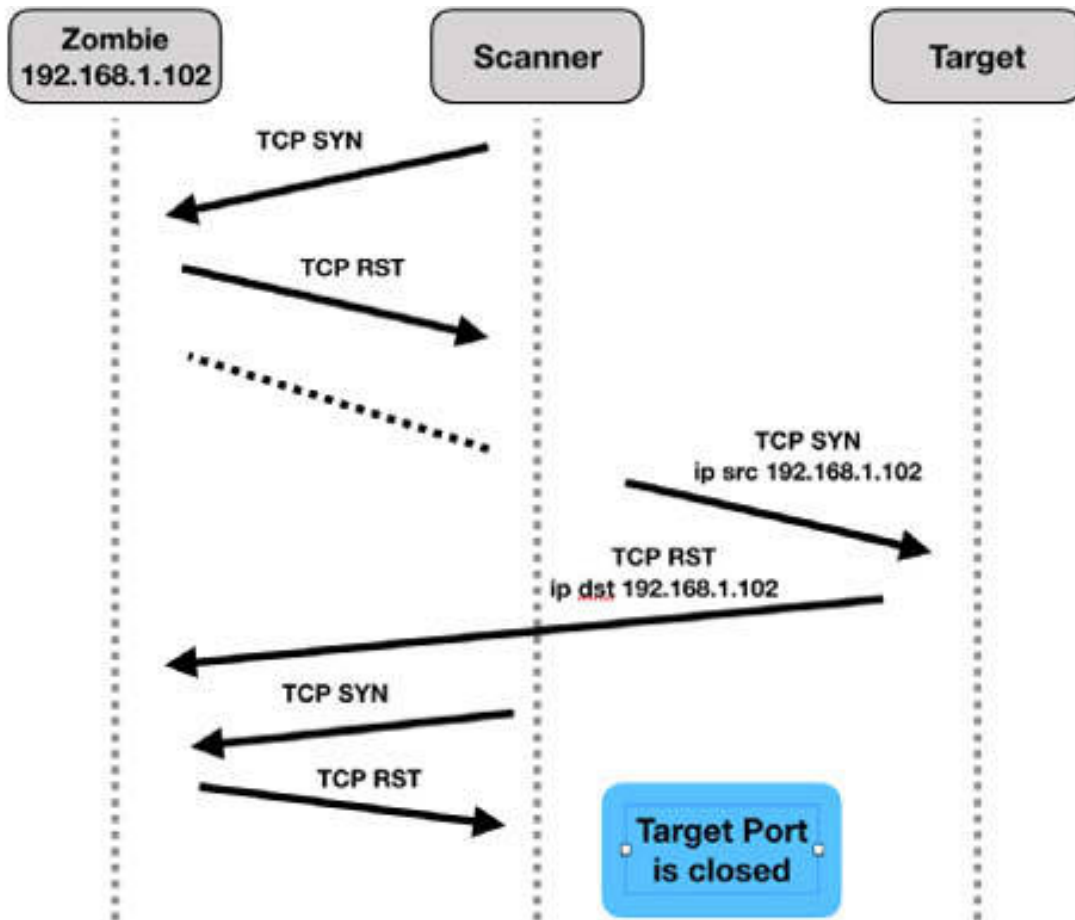 Zombie
192.168.1.102
Scanner
Target
TCP SYN
TCP RST
TCP SYN
ip src 192.168.1.102
TCP RST
ip dst 192.168.1.102
TCP SYN
TCP RST
Target Port
is closed